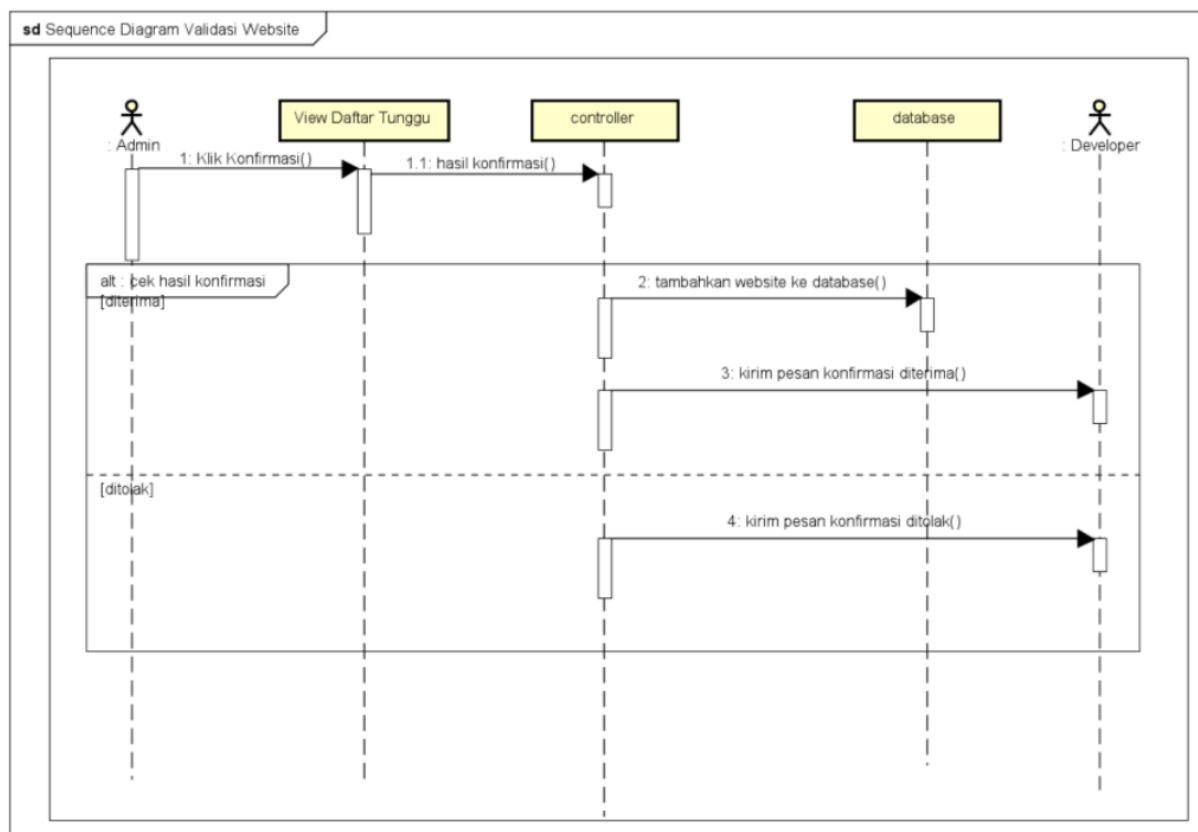 sd Sequence Diagram Validasi Website
View Daftar Tunggu
controller
database
: Admin
: Developer
1: Klik Konfirmasi()
1.1: hasil konfirmasi()
alt : cek hasil konfirmasi
[diterima]
2: tambahkan website ke database()
3: kirim pesan konfirmasi diterima()
[ditolak]
4: kirim pesan konfirmasi ditolak()